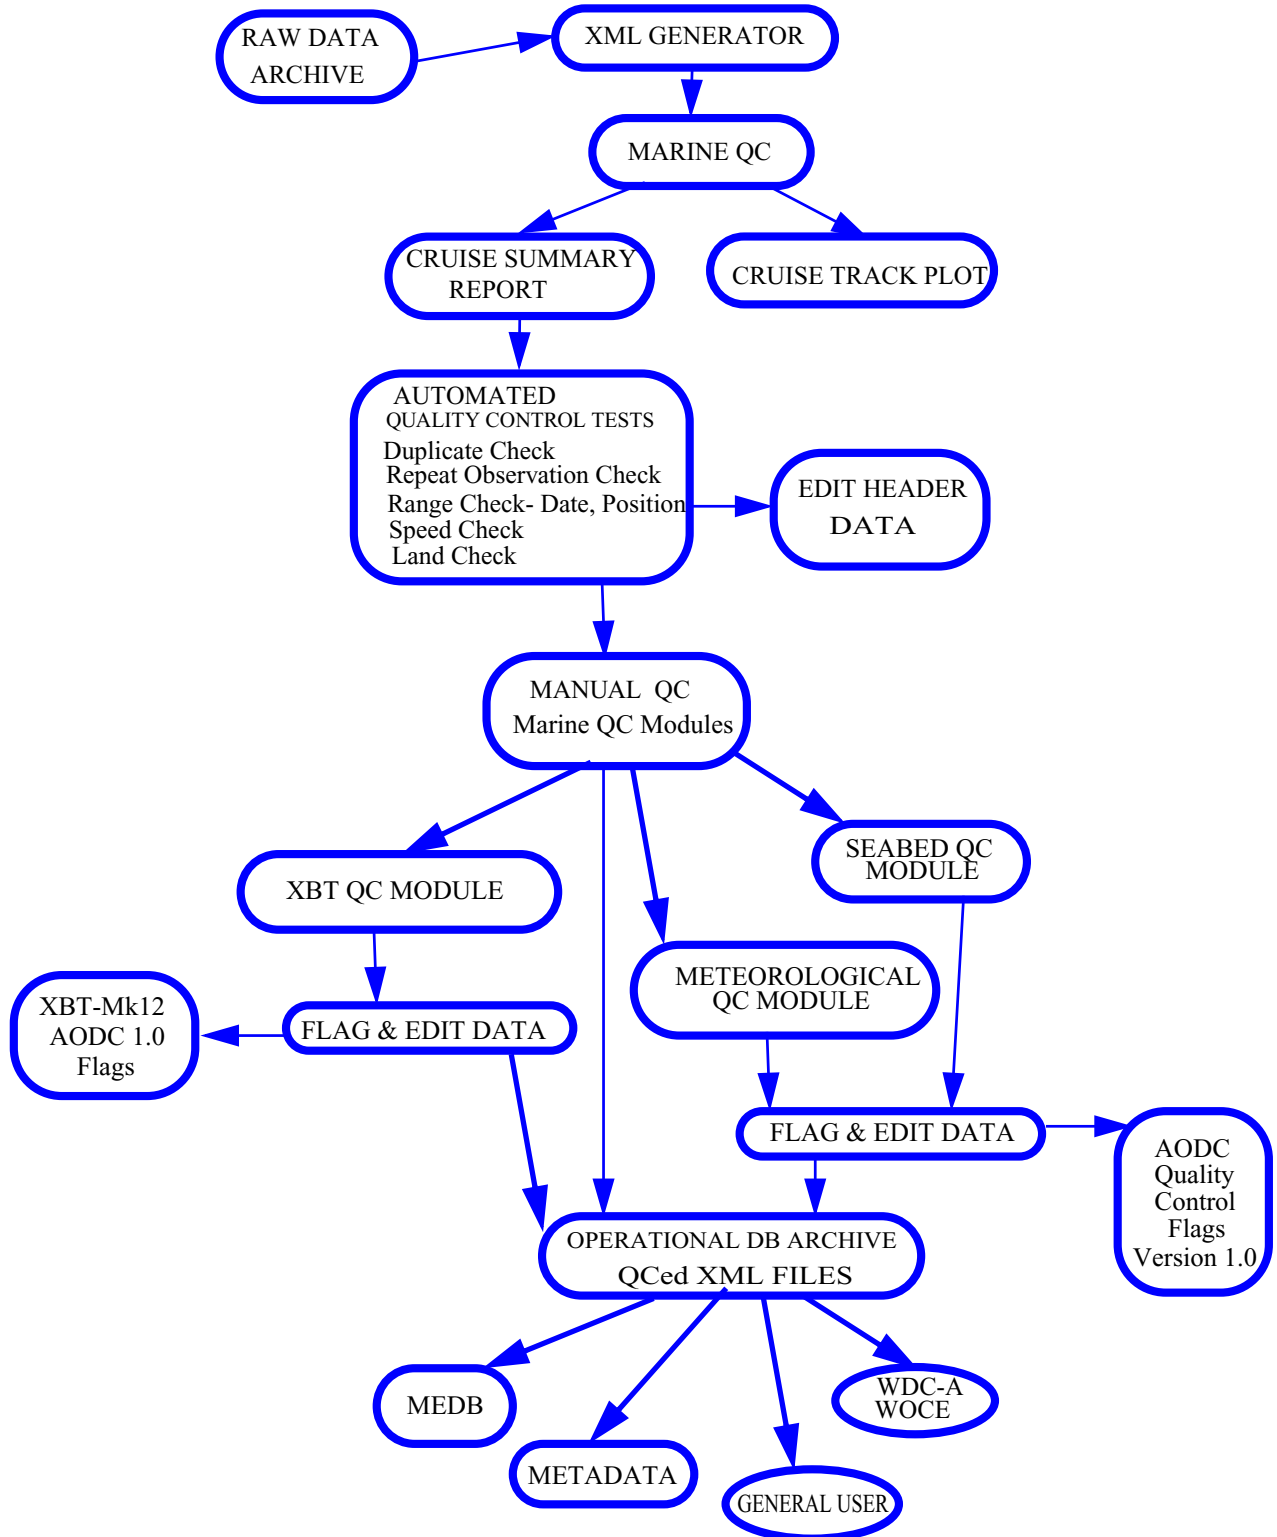 RAW DATA
ARCHIVE
XML GENERATOR
MARINE QC
CRUISE SUMMARY
REPORT
CRUISE TRACK PLOT
AUTOMATED
QUALITY CONTROL TESTS
Duplicate Check
Repeat Observation Check
Range Check- Date, Position
Speed Check
Land Check
EDIT HEADER
DATA
MANUAL QC
Marine QC Modules
SEABED QC
MODULE
XBT QC MODULE
METEOROLOGICAL
QC MODULE
XBT-Mk12
AODC 1.0
Flags
FLAG & EDIT DATA
FLAG & EDIT DATA
AODC
Quality
Control
Flags
Version 1.0
OPERATIONAL DB ARCHIVE
QCed XML FILES
MEDB
METADATA
GENERAL USER
WDC-A
WOCE